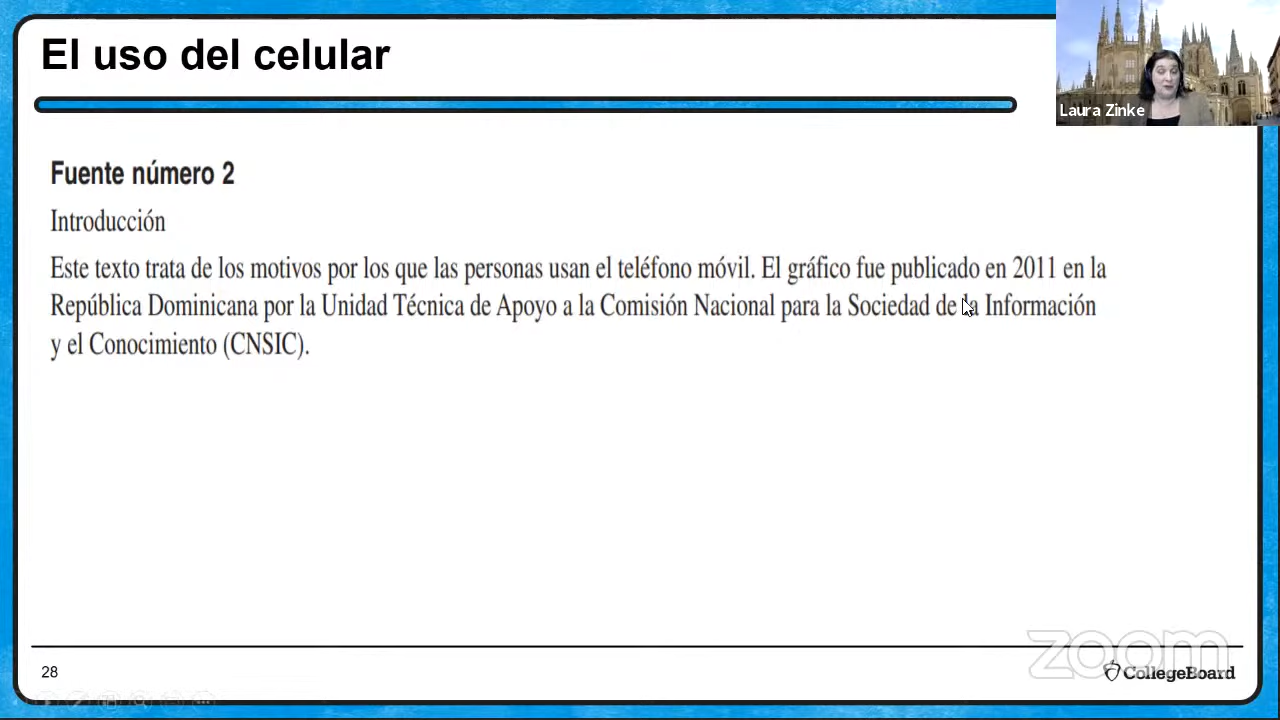 El uso del celular
Laura Zinke
Fuente número 2
Introducción
Este texto trata de los motivos por los que las personas usan el teléfono móvil. El gráfico fue publicado en 2011 en la
República Dominicana por la Unidad Técnica de Apoyo a la Comisión Nacional para la Sociedad de la Información
y el Conocimiento (CNSIC).
zoom
28
CollegeBoard